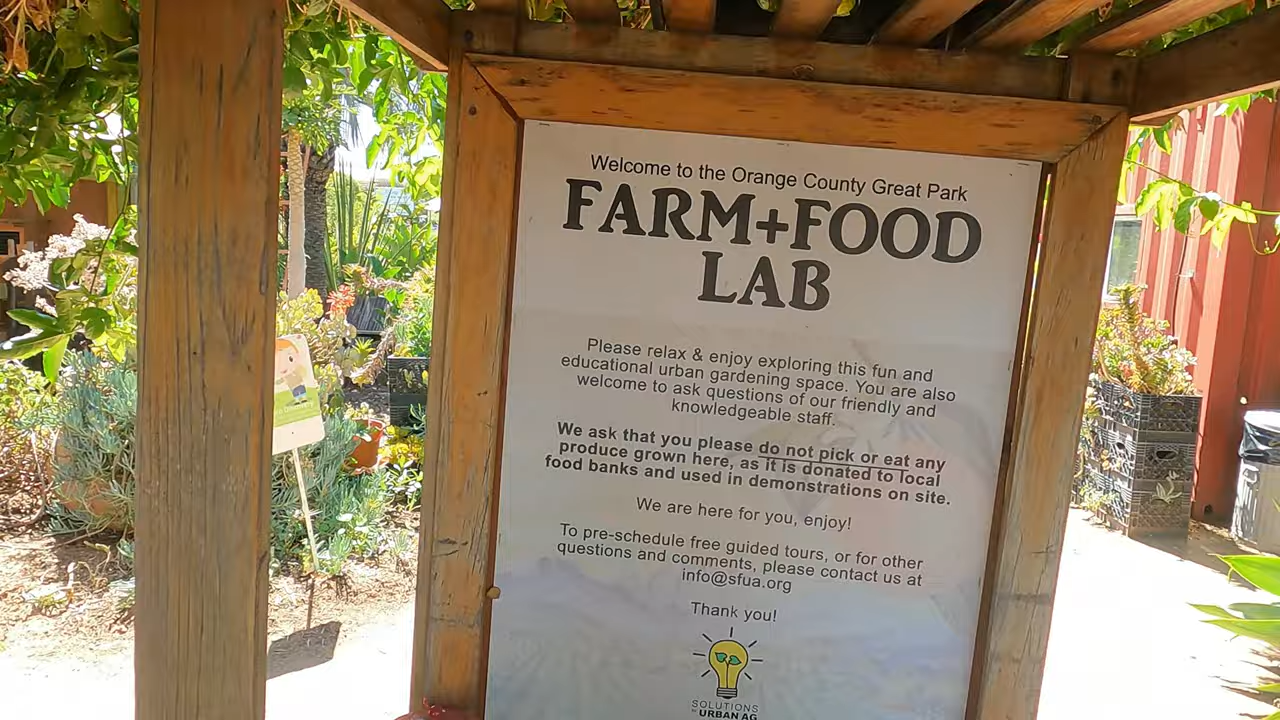 Welcome to the Orange County Great Park
FARM+FOOD
LAB
Please relax & enjoy exploring this fun and
educational urban gardening space. You are also
welcome to ask questions of our friendly and
knowledgeable staff.
We ask that you please do not pick or eat any
produce grown here, as it is donated to local
food banks and used in demonstrations on site.
We are here for you, enjoy!
To pre-schedule free guided tours, or for other
questions and comments, please contact us at
info@sfua.org
Thank you!
SOLUTIONS
URBAN AG